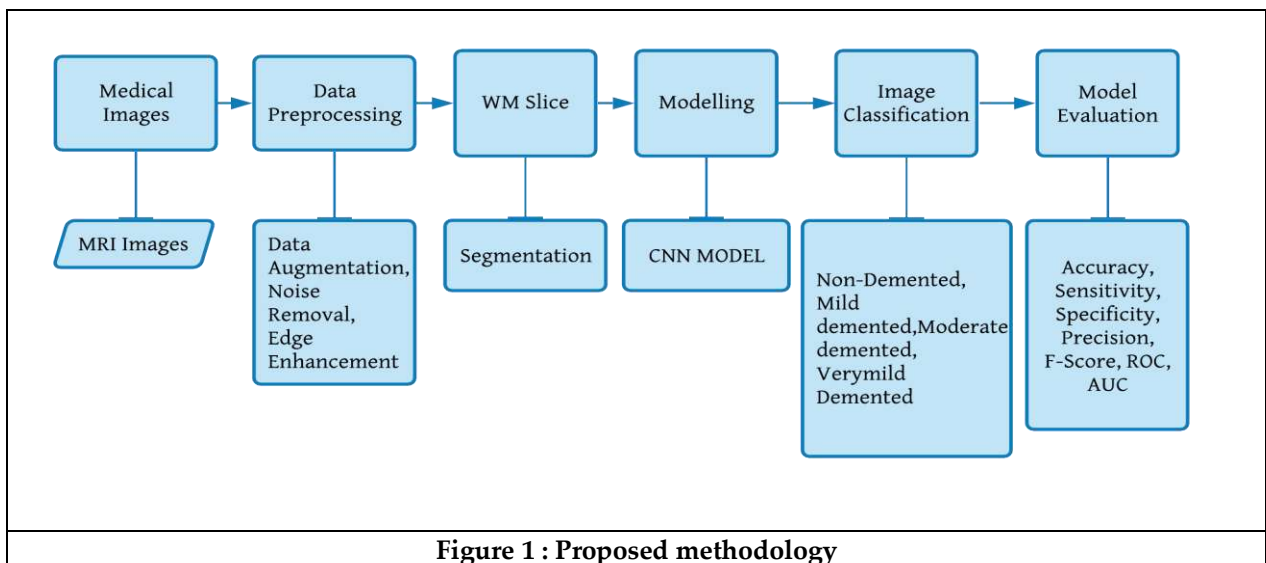 Medical
Images
Data
Preprocessing
WM Slice
Modelling
Image
Classification
Model
Evaluation
MRI Images
Data
Augmentation,
Noise
Removal,
Edge
Enhancement
Segmentation
CNN MODEL
Non-Demented,
Mild
demented,Moderate
demented,
Verymild
Demented
Accuracy,
Sensitivity,
Specificity,
Precision,
F-Score, ROC,
AUC
Figure 1 : Proposed methodology